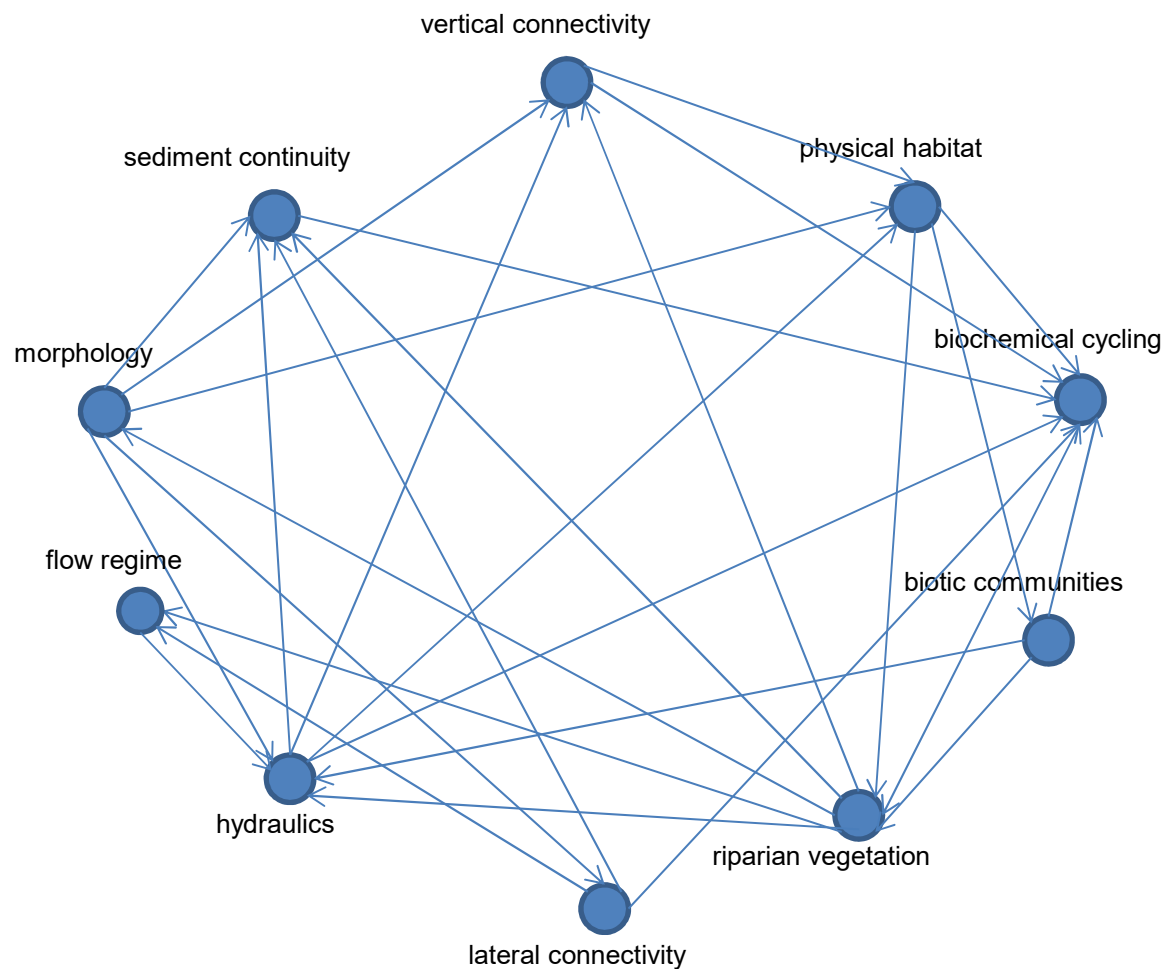 vertical connectivity
physical habitat
sediment continuity
biochemical cycling
morphology
flow regime
biotic communities
hydraulics
riparian vegetation
lateral connectivity